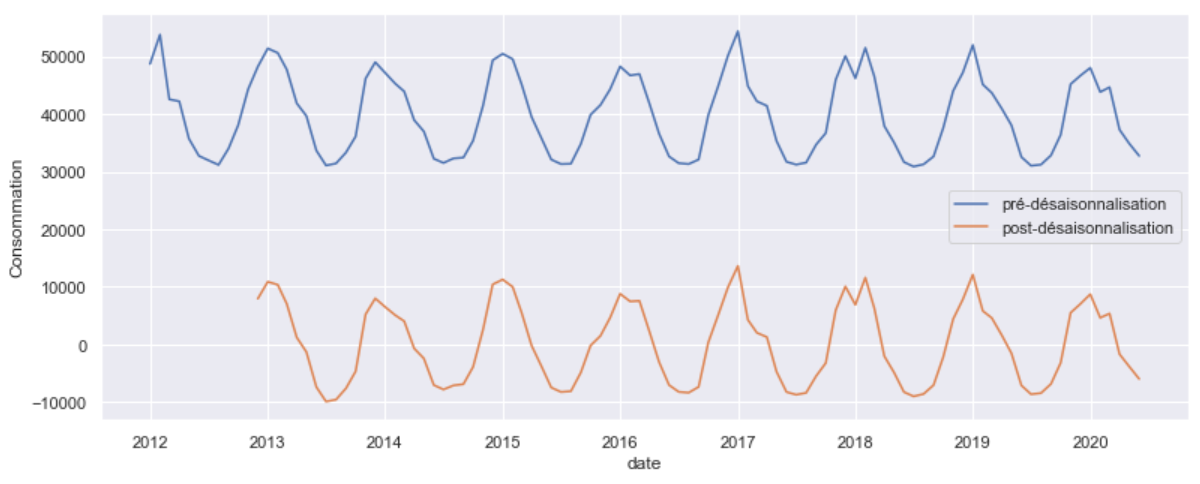 50000
40000
30000
20000
10000
0
−10000
Consommation
pré-désaisonnalisation
post-désaisonnalisation
2012 2013 2014 2015 2016 2017 2018 2019 2020
date